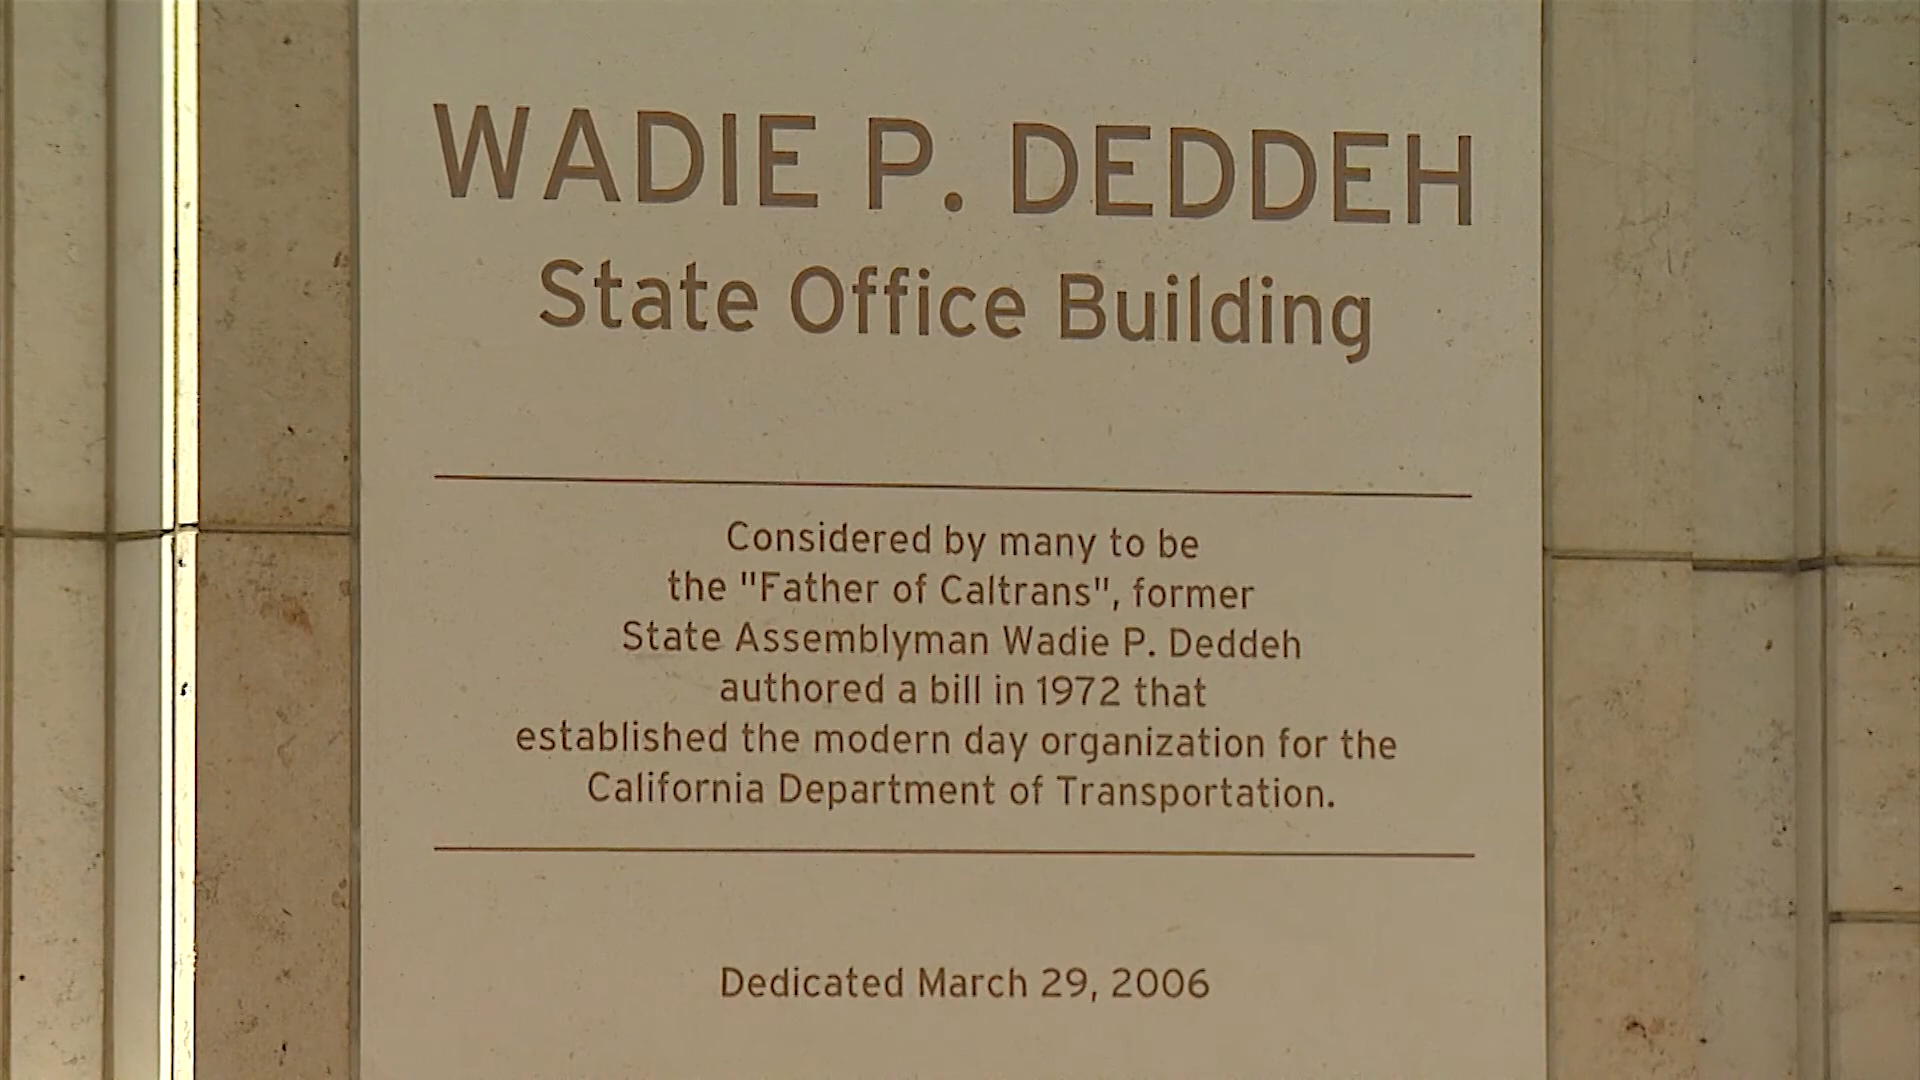 WADIE P. DEDDEH
State Office Building
Considered by many to be
the "Father of Caltrans", former
State Assemblyman Wadie P. Deddeh
authored a bill in 1972 that
established the modern day organization for the
California Department of Transportation.
Dedicated March 29, 2006